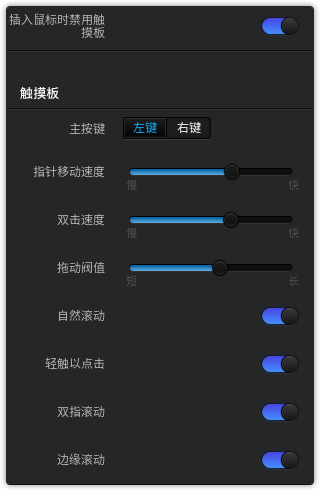 插入鼠标时禁用触
摸板
触摸板
主按键 左键 右键
指针移动速度
慢 快
双击速度
慢 快
拖动阀值
短 长
自然滚动
轻触以点击
双指滚动
边缘滚动